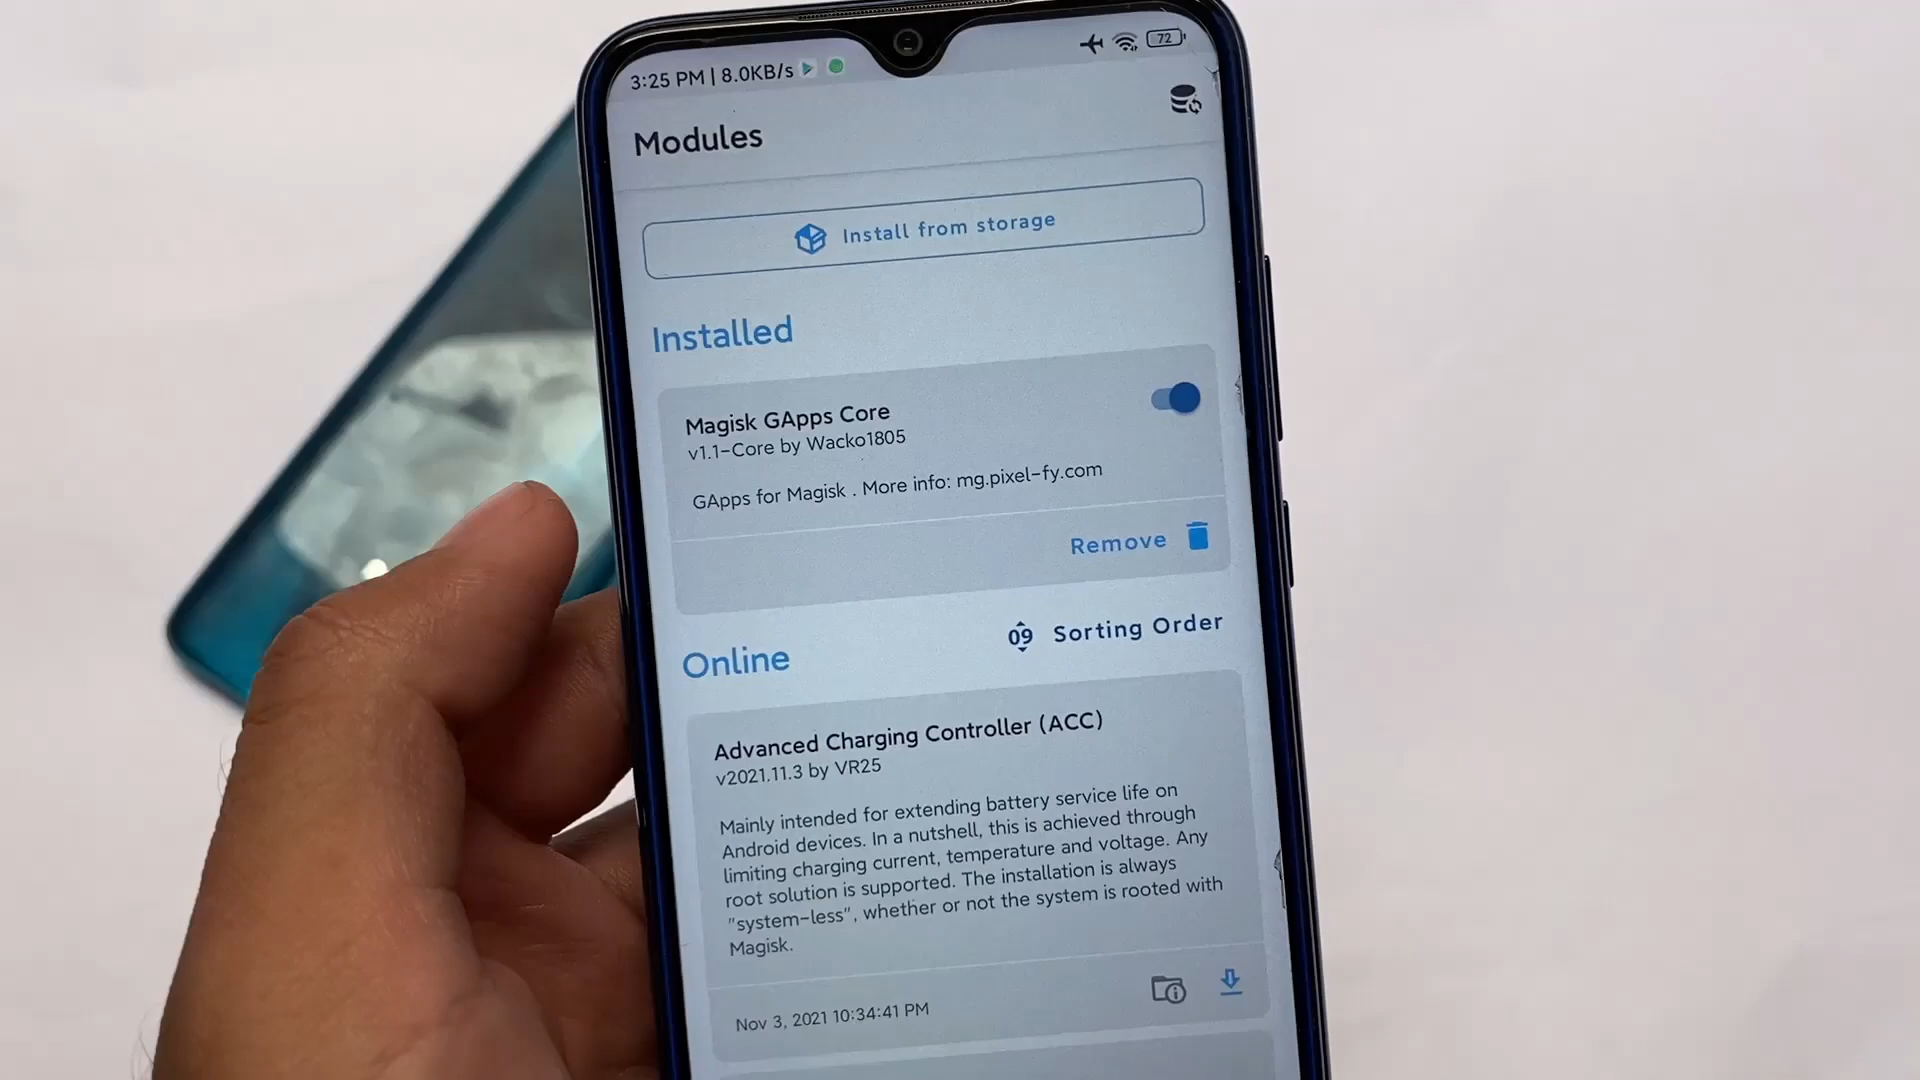 3:25 PM | 8.0KB/s
72
Modules
Install from storage
Installed
Magisk GApps Core
v1.1-Core by Wacko1805
GApps for Magisk . More info: mg.pixel-fy.com
Remove
09 Sorting Order
Online
Advanced Charging Controller (ACC)
v2021.11.3 by VR25
Mainly intended for extending battery service life on
Android devices. In a nutshell, this is achieved through
limiting charging current, temperature and voltage. Any
root solution is supported. The installation is always
"system-less", whether or not the system is rooted with
Magisk.
Nov 3, 2021 10:34:41 PM